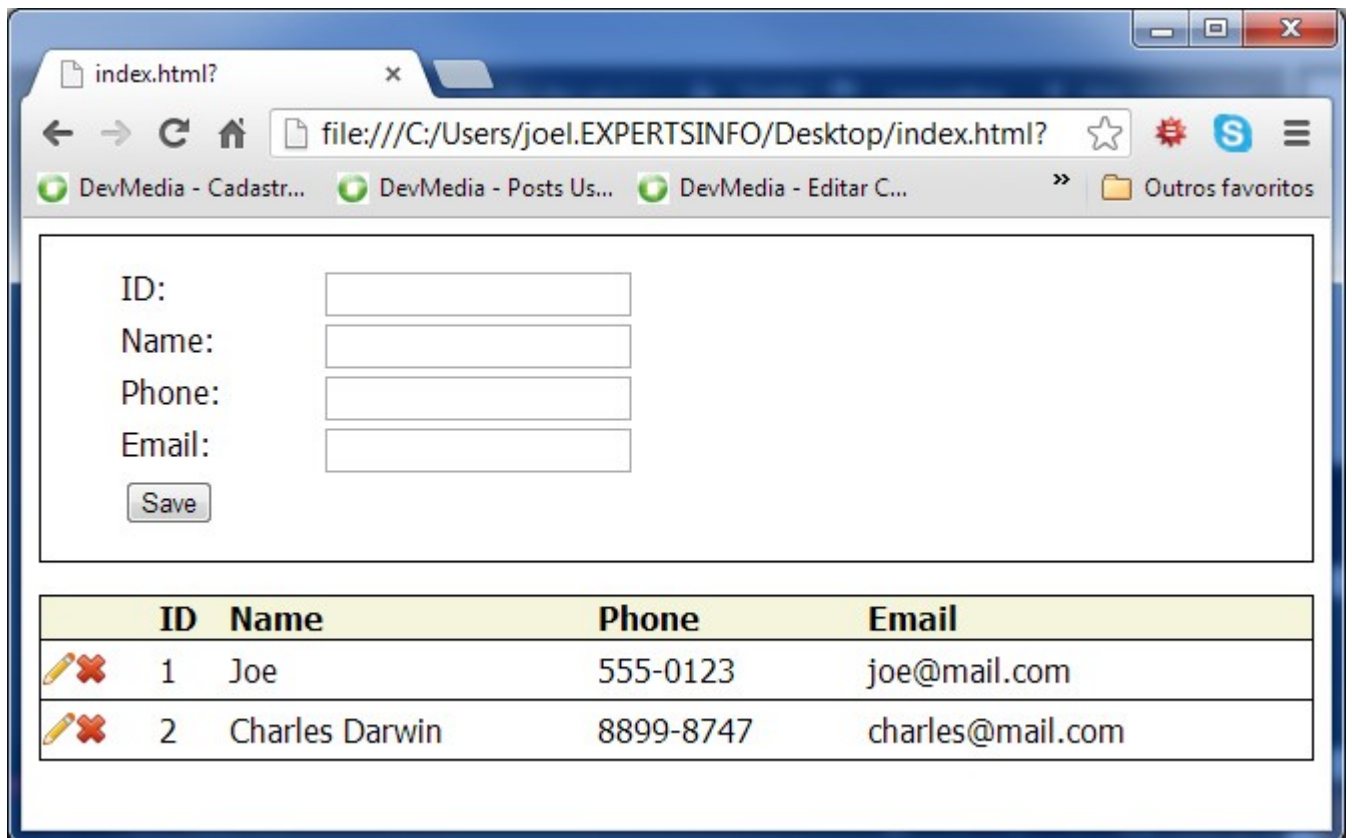 index.html?
file:///C:/Users/joel.EXPERTSINFO/Desktop/index.html?
DevMedia - Cadastr... DevMedia - Posts Us... DevMedia - Editar C... » Outros favoritos
ID:
Name:
Phone:
Email:
Save
ID Name Phone Email
1 Joe 555-0123 joe@mail.com
2 Charles Darwin 8899-8747 charles@mail.com